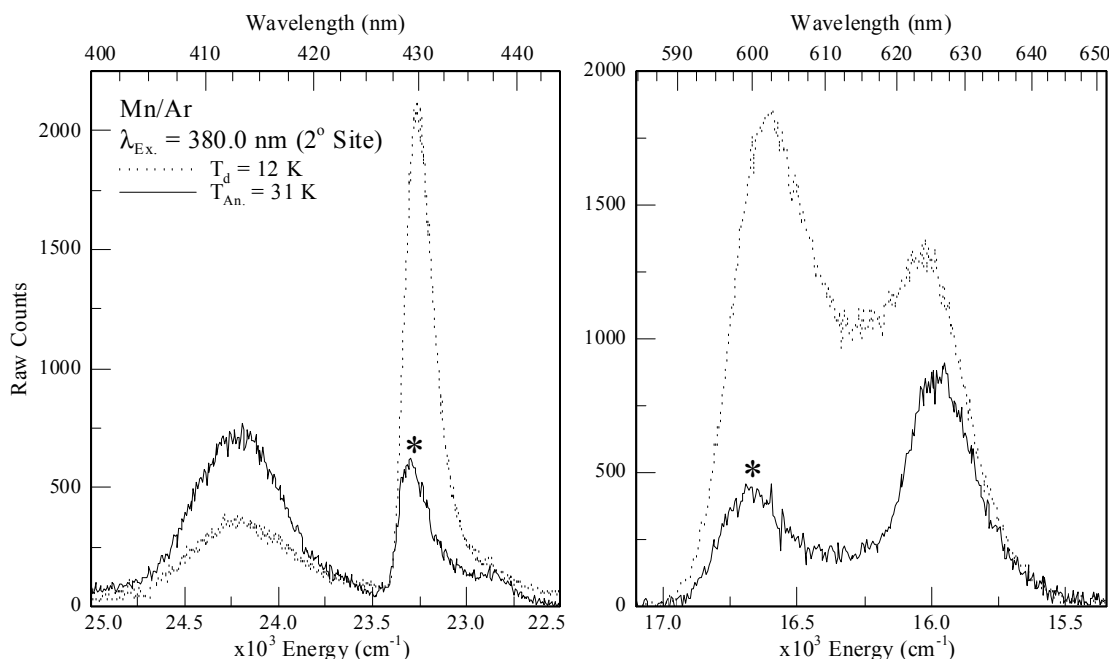 Wavelength (nm)
400 410 420 430 440
Mn/Ar
λEx. = 380.0 nm (2° Site)
Td = 12 K
TAn. = 31 K
*
Raw Counts
2000
1500
1000
500
0
25.0 24.5 24.0 23.5 23.0 22.5
x10³ Energy (cm⁻¹)
Wavelength (nm)
590 600 610 620 630 640 650
2000
1500
1000
500
0
*
17.0 16.5 16.0 15.5
x10³ Energy (cm⁻¹)